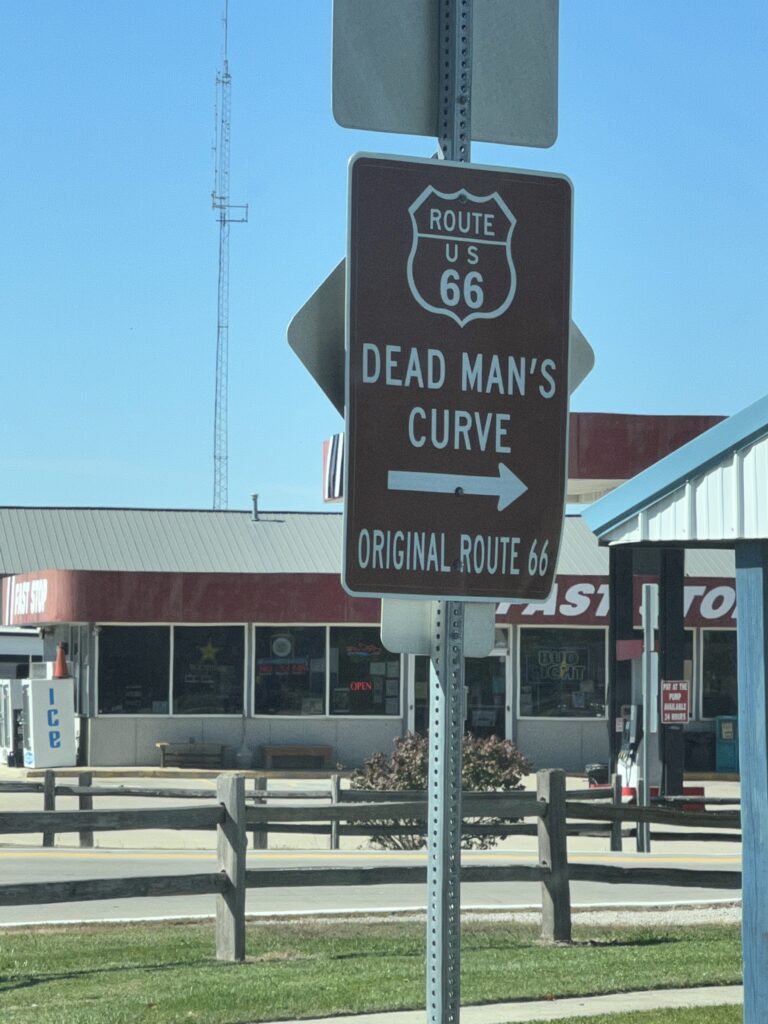 ROUTE
US
66
DEAD MAN'S
CURVE
ORIGINAL ROUTE 66
FAST STOP
FAST STOP
OPEN
BUD
LIGHT
ICE
PAY AT THE
PUMP
AVAILABLE
24 HOURS